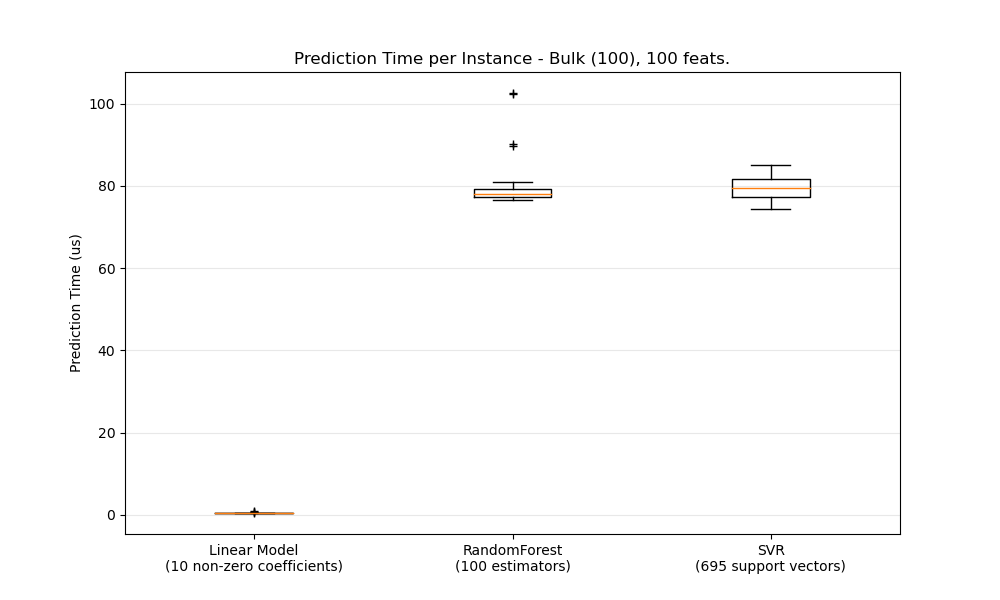 Prediction Time per Instance - Bulk (100), 100 feats.
Prediction Time (us)
100
80
60
40
20
0
Linear Model
(10 non-zero coefficients)
RandomForest
(100 estimators)
SVR
(695 support vectors)